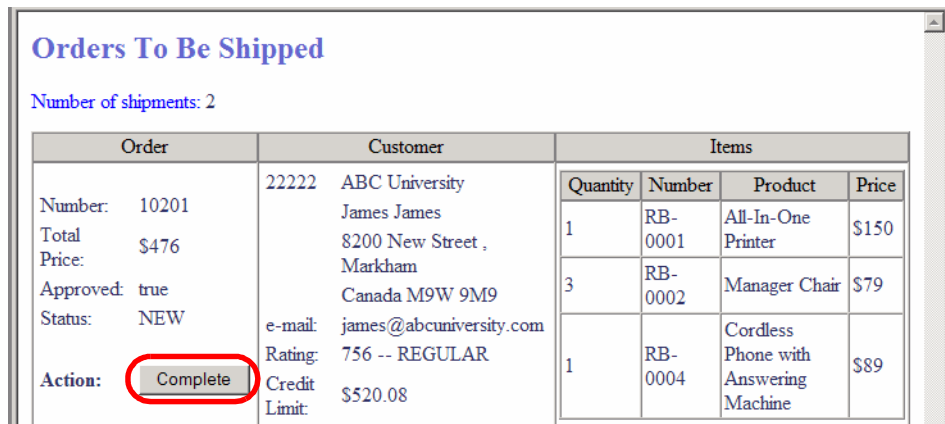 Orders To Be Shipped
Number of shipments: 2
Order Customer Items
Number: 10201
Total
Price: $476
Approved: true
Status: NEW
Action: Complete
22222 ABC University
James James
8200 New Street ,
Markham
Canada M9W 9M9
e-mail: james@abcuniversity.com
Rating: 756 -- REGULAR
Credit
Limit: $520.08
Quantity Number Product Price
1 RB-
0001 All-In-One
Printer $150
3 RB-
0002 Manager Chair $79
1 RB-
0004 Cordless
Phone with
Answering
Machine $89